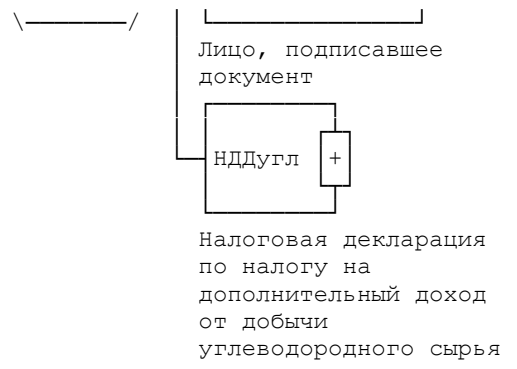 Лицо, подписавшее
документ
НДДугл +
Налоговая декларация
по налогу на
дополнительный доход
от добычи
углеводородного сырья